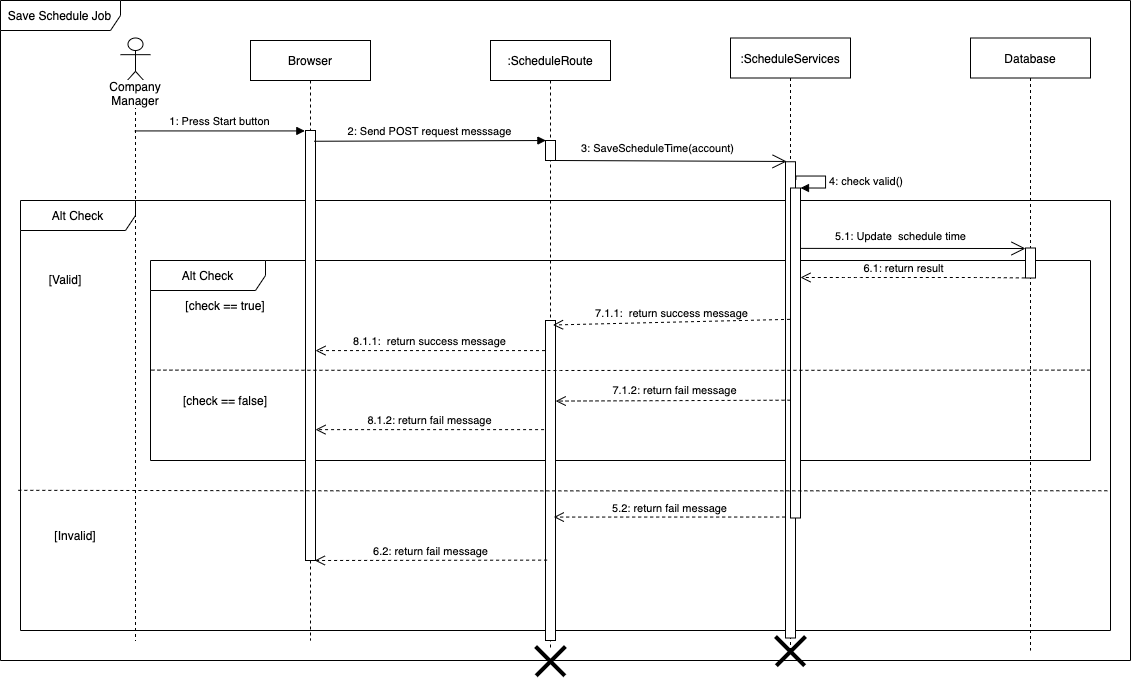 Save Schedule Job
Company
Manager
Browser
:ScheduleRoute
:ScheduleServices
Database
1: Press Start button
2: Send POST request messsage
3: SaveScheduleTime(account)
4: check valid()
Alt Check
5.1: Update schedule time
[Valid]
Alt Check
6.1: return result
[check == true]
7.1.1: return success message
8.1.1: return success message
[check == false]
7.1.2: return fail message
8.1.2: return fail message
5.2: return fail message
[Invalid]
6.2: return fail message